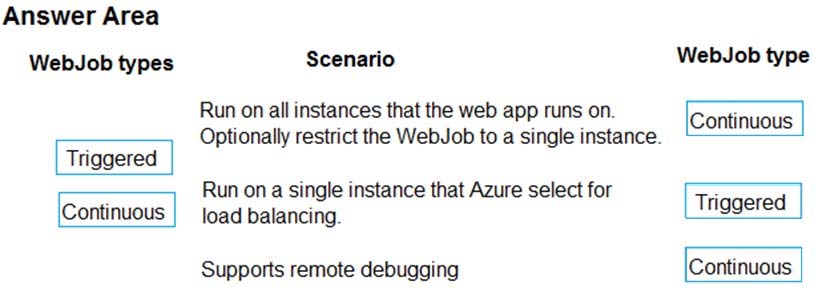 Answer Area
WebJob types
Scenario
WebJob type
Run on all instances that the web app runs on.
Optionally restrict the WebJob to a single instance.
Continuous
Triggered
Continuous
Run on a single instance that Azure select for
load balancing.
Triggered
Supports remote debugging
Continuous